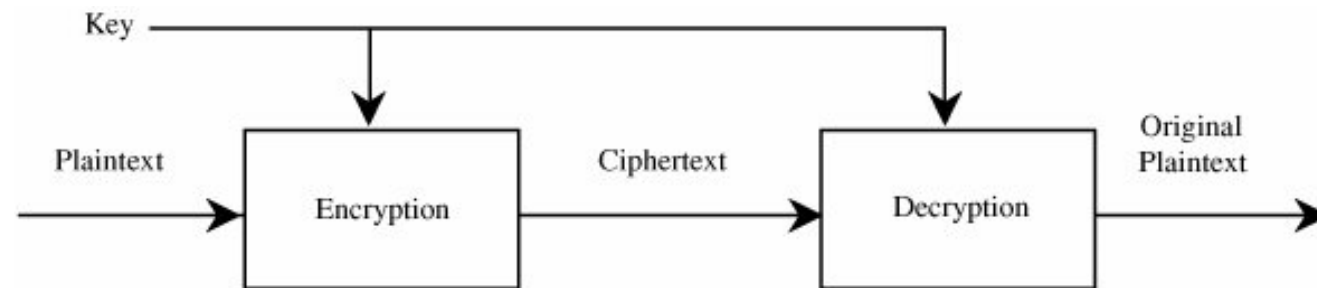 Key
Plaintext
Encryption
Ciphertext
Decryption
Original
Plaintext